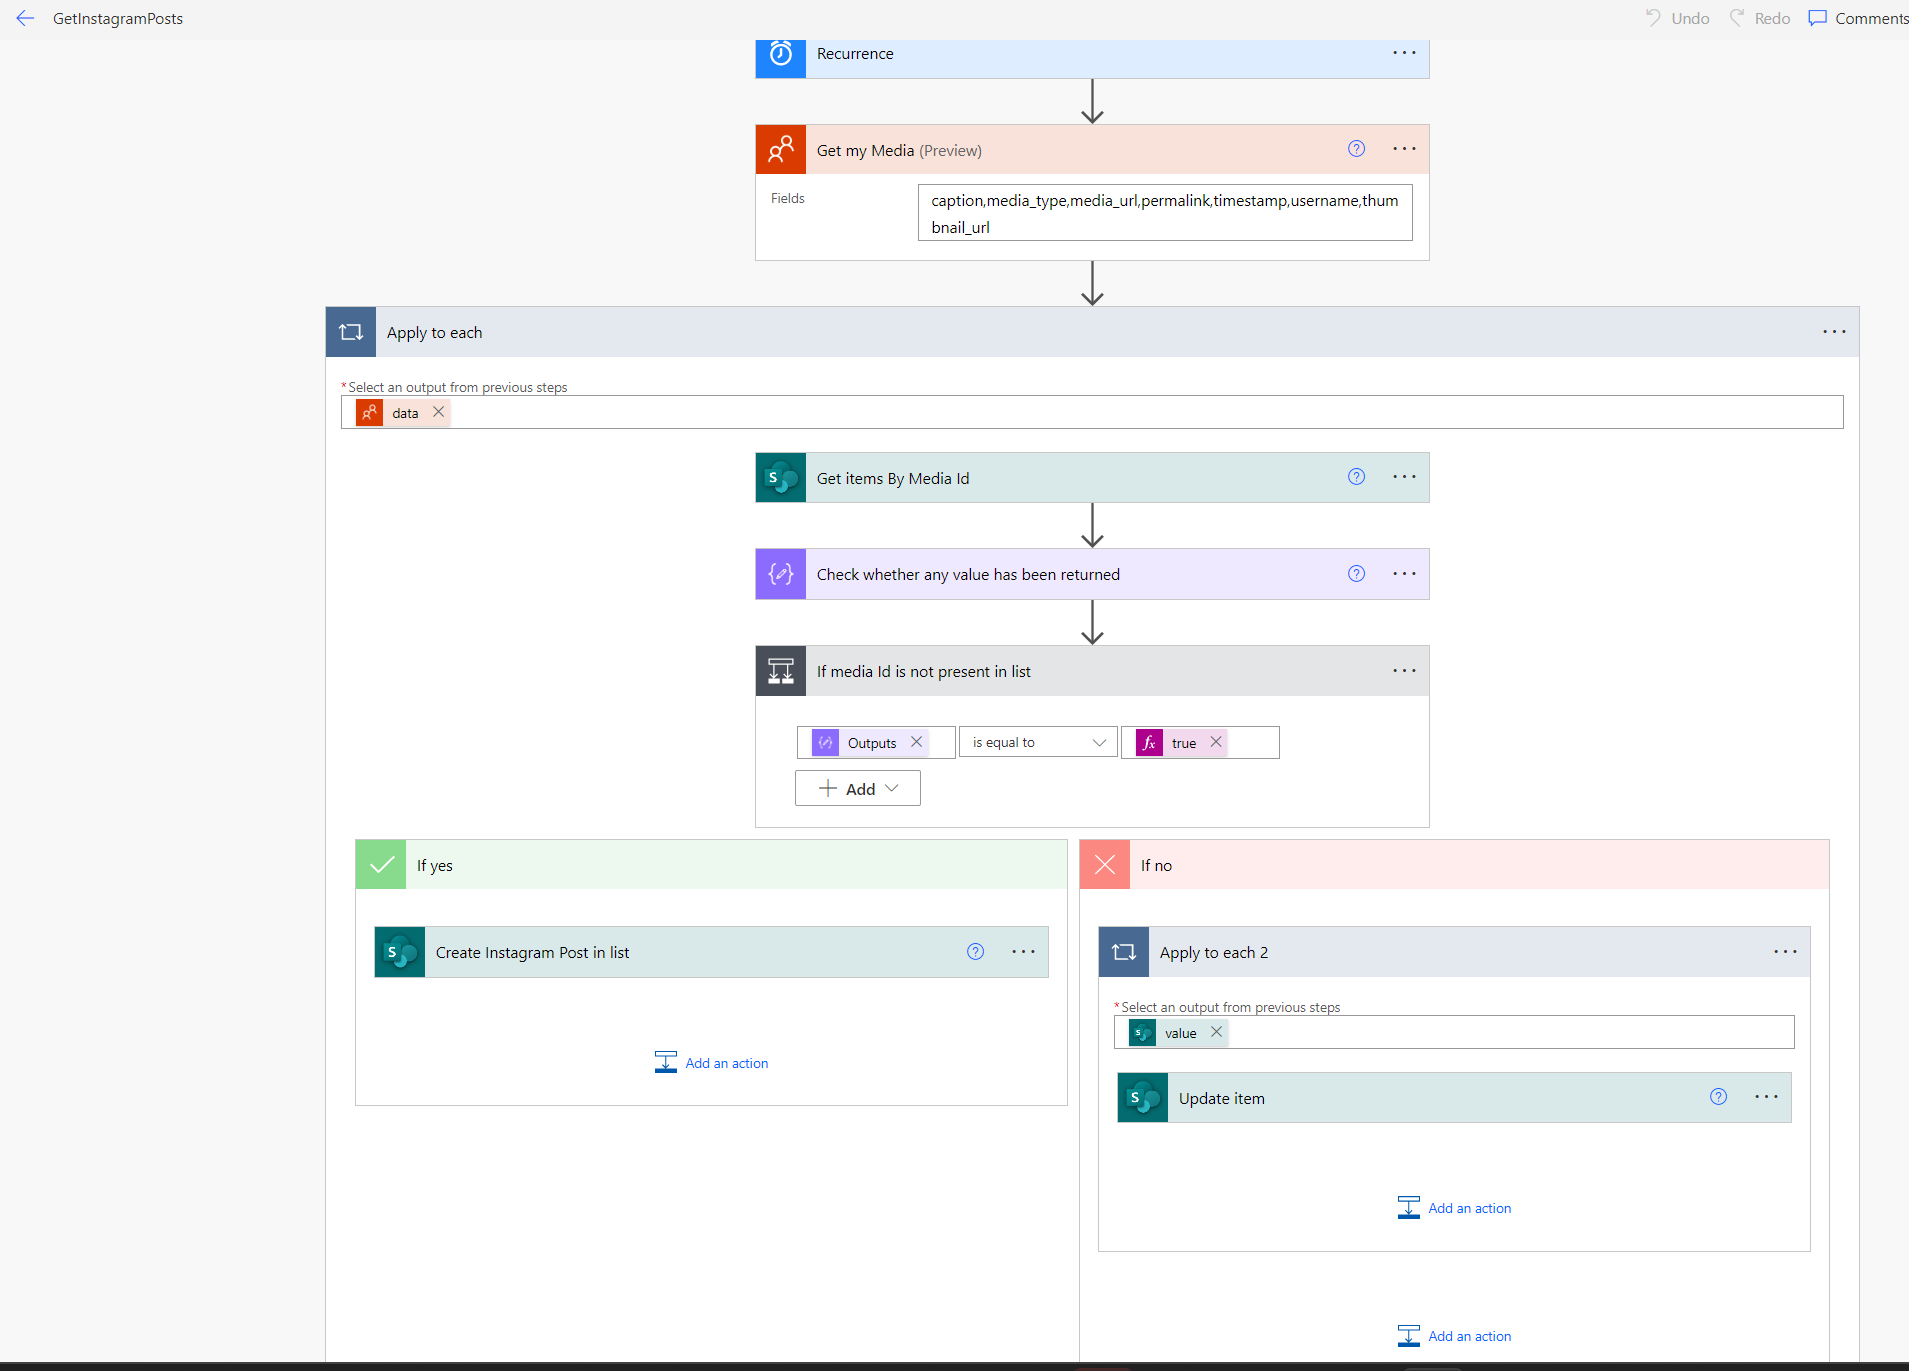 GetInstagramPosts
Undo
Redo
Comments
Recurrence
Get my Media (Preview)
Fields
caption,media_type,media_url,permalink,timestamp,username,thum
bnail_url
Apply to each
*Select an output from previous steps
data
Get items By Media Id
Check whether any value has been returned
If media Id is not present in list
Outputs
is equal to
fx
true
Add
If yes
If no
Create Instagram Post in list
Add an action
Apply to each 2
*Select an output from previous steps
value
Update item
Add an action
Add an action